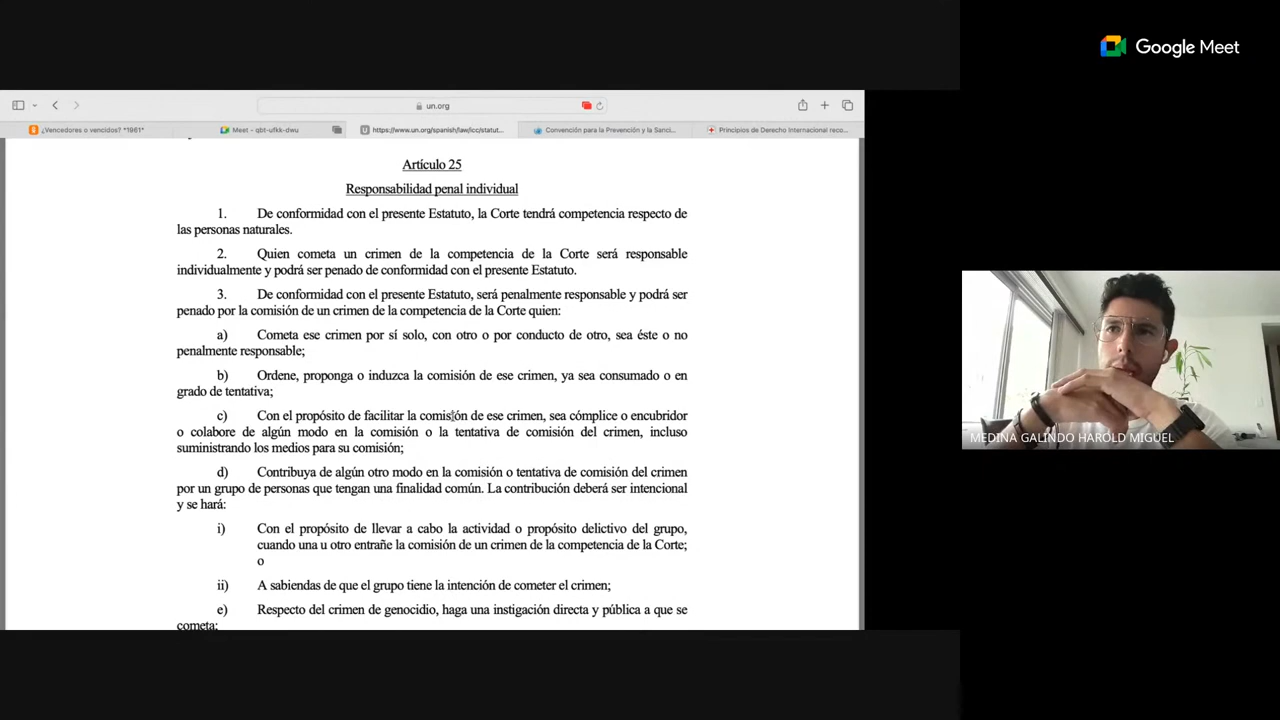 Google Meet
un.org
¿Vencedores o vencidos? *1961*
Meet - qbt-ufkk-dwu
https://www.un.org/spanish/law/icc/statut...
Convención para la Prevención y la Sanci...
Principios de Derecho Internacional reco...
Artículo 25
Responsabilidad penal individual
1. De conformidad con el presente Estatuto, la Corte tendrá competencia respecto de
las personas naturales.
2. Quien cometa un crimen de la competencia de la Corte será responsable
individualmente y podrá ser penado de conformidad con el presente Estatuto.
3. De conformidad con el presente Estatuto, será penalmente responsable y podrá ser
penado por la comisión de un crimen de la competencia de la Corte quien:
a) Cometa ese crimen por sí solo, con otro o por conducto de otro, sea éste o no
penalmente responsable;
b) Ordene, proponga o induzca la comisión de ese crimen, ya sea consumado o en
grado de tentativa;
c) Con el propósito de facilitar la comisión de ese crimen, sea cómplice o encubridor
o colabore de algún modo en la comisión o la tentativa de comisión del crimen, incluso
suministrando los medios para su comisión;
d) Contribuya de algún otro modo en la comisión o tentativa de comisión del crimen
por un grupo de personas que tengan una finalidad común. La contribución deberá ser intencional
y se hará:
i) Con el propósito de llevar a cabo la actividad o propósito delictivo del grupo,
cuando una u otro entrañe la comisión de un crimen de la competencia de la Corte;
o
ii) A sabiendas de que el grupo tiene la intención de cometer el crimen;
e) Respecto del crimen de genocidio, haga una instigación directa y pública a que se
cometa;
MEDINA GALINDO HAROLD MIGUEL